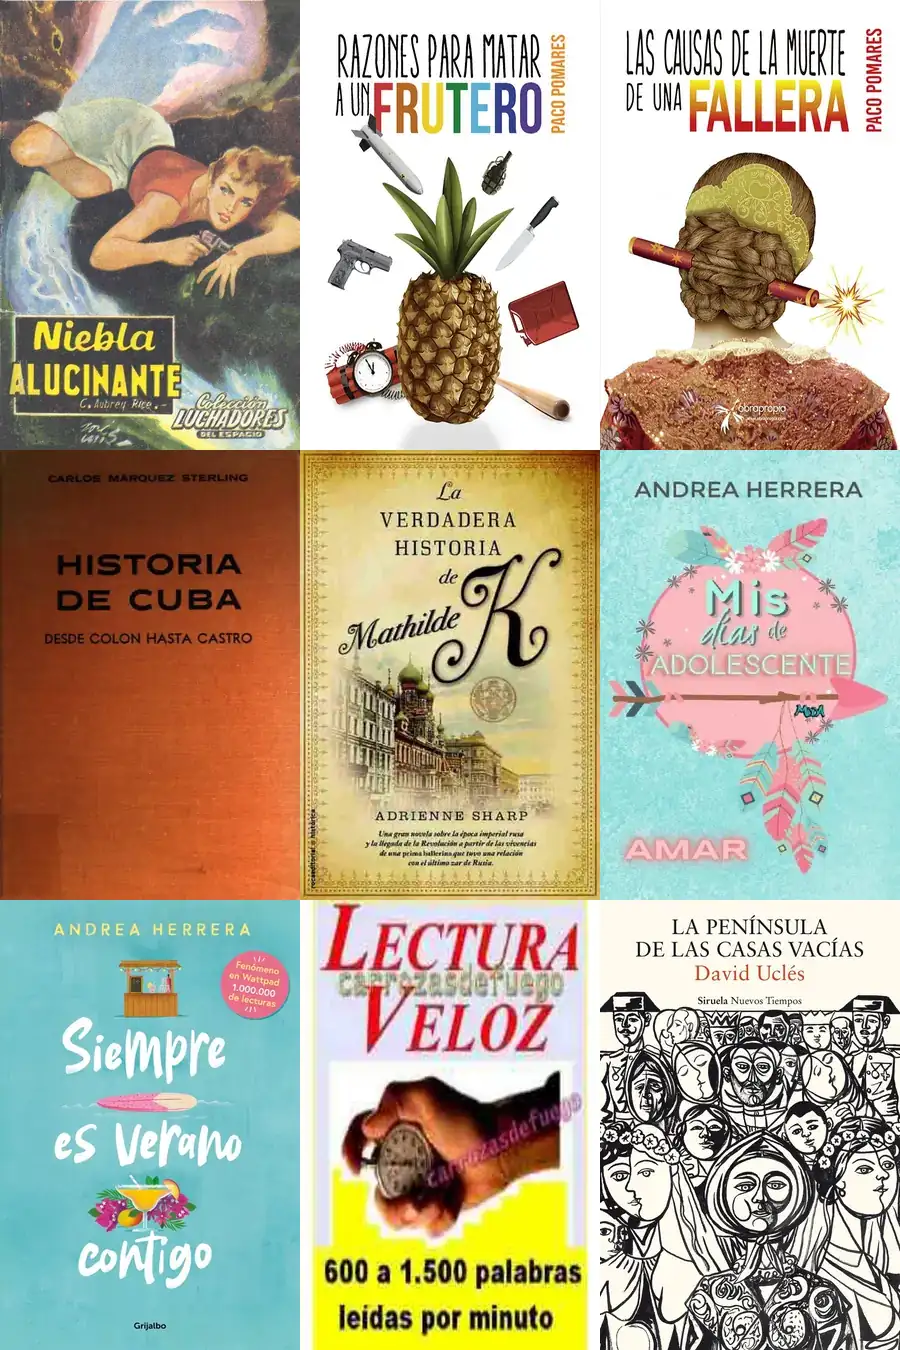 Niebla
ALUCINANTE
C. Aubrey Rice.-
Colección
LUCHADORES
DEL ESPACIO
RAZONES PARA MATAR
A UN FRUTERO
PACO POMARES
LAS CAUSAS DE LA MUERTE
DE UNA FALLERA
PACO POMARES
obrapropia
CARLOS MÁRQUEZ STERLING
HISTORIA
DE CUBA
DESDE COLON HASTA CASTRO
La
VERDADERA
HISTORIA
de
Mathilde K
ADRIENNE SHARP
Una gran novela sobre la época imperial rusa
y la llegada de la Revolución a partir de las vivencias
de una prima ballerina que tuvo una relación
con el último zar de Rusia.
rocaeditorial histórica
ANDREA HERRERA
Mis
días de
ADOLESCENTE
AMAR
ANDREA HERRERA
Fenómeno
en Wattpad
1.000.000
de lecturas
Siempre
es verano
contigo
Grijalbo
LECTURA
carrozasdefuego
VELOZ
carrozasdefuego
600 a 1.500 palabras
leídas por minuto
LA PENÍNSULA
DE LAS CASAS VACÍAS
David Uclés
Siruela Nuevos Tiempos